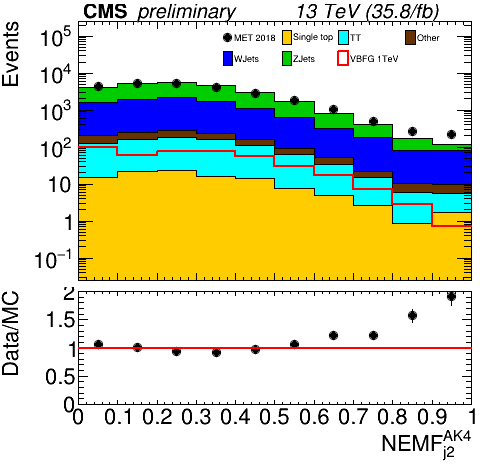 CMS preliminary 13 TeV (35.8/fb)
Events
10^5
10^4
10^3
10^2
10
1
10^−1
MET 2018 Single top TT Other
WJets ZJets VBFG 1TeV
Data/MC
2
1.5
1
0.5
0
0 0.1 0.2 0.3 0.4 0.5 0.6 0.7 0.8 0.9 1
NEMF_j2^AK4